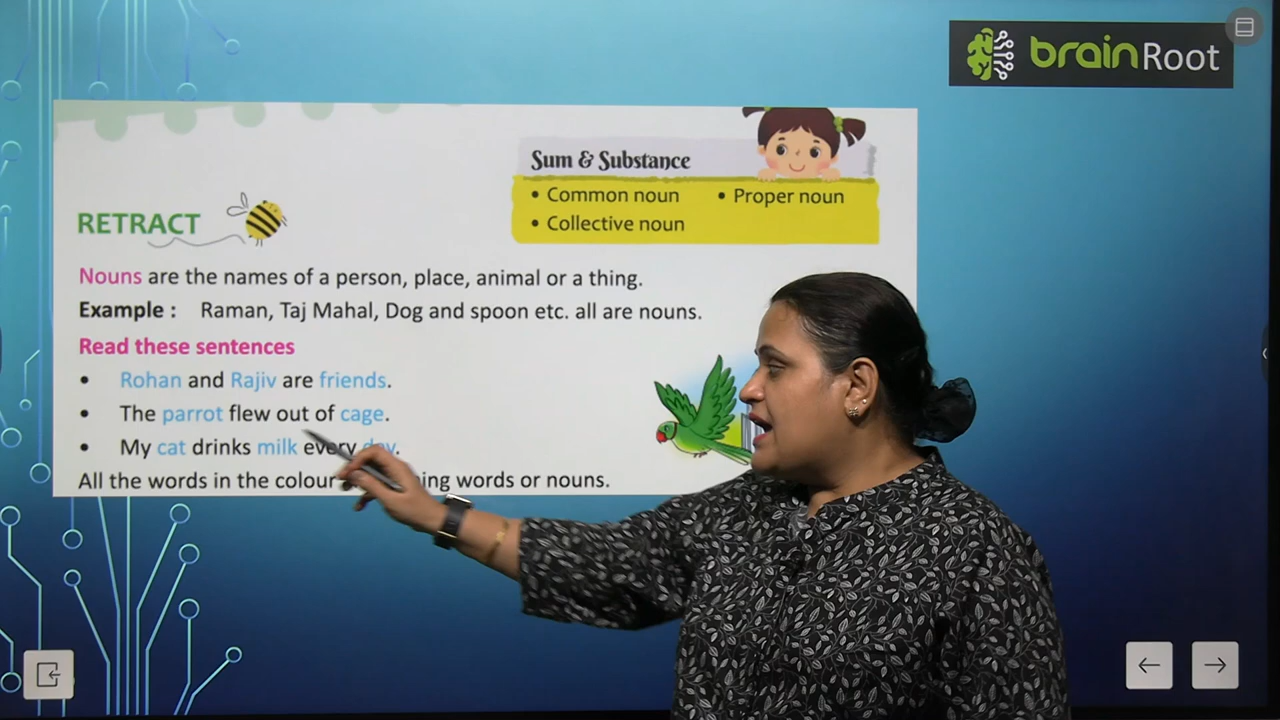 brainRoot
Sum & Substance
• Common noun • Proper noun
• Collective noun
RETRACT
Nouns are the names of a person, place, animal or a thing.
Example : Raman, Taj Mahal, Dog and spoon etc. all are nouns.
Read these sentences
• Rohan and Rajiv are friends.
• The parrot flew out of cage.
• My cat drinks milk every day.
All the words in the colour words or nouns.